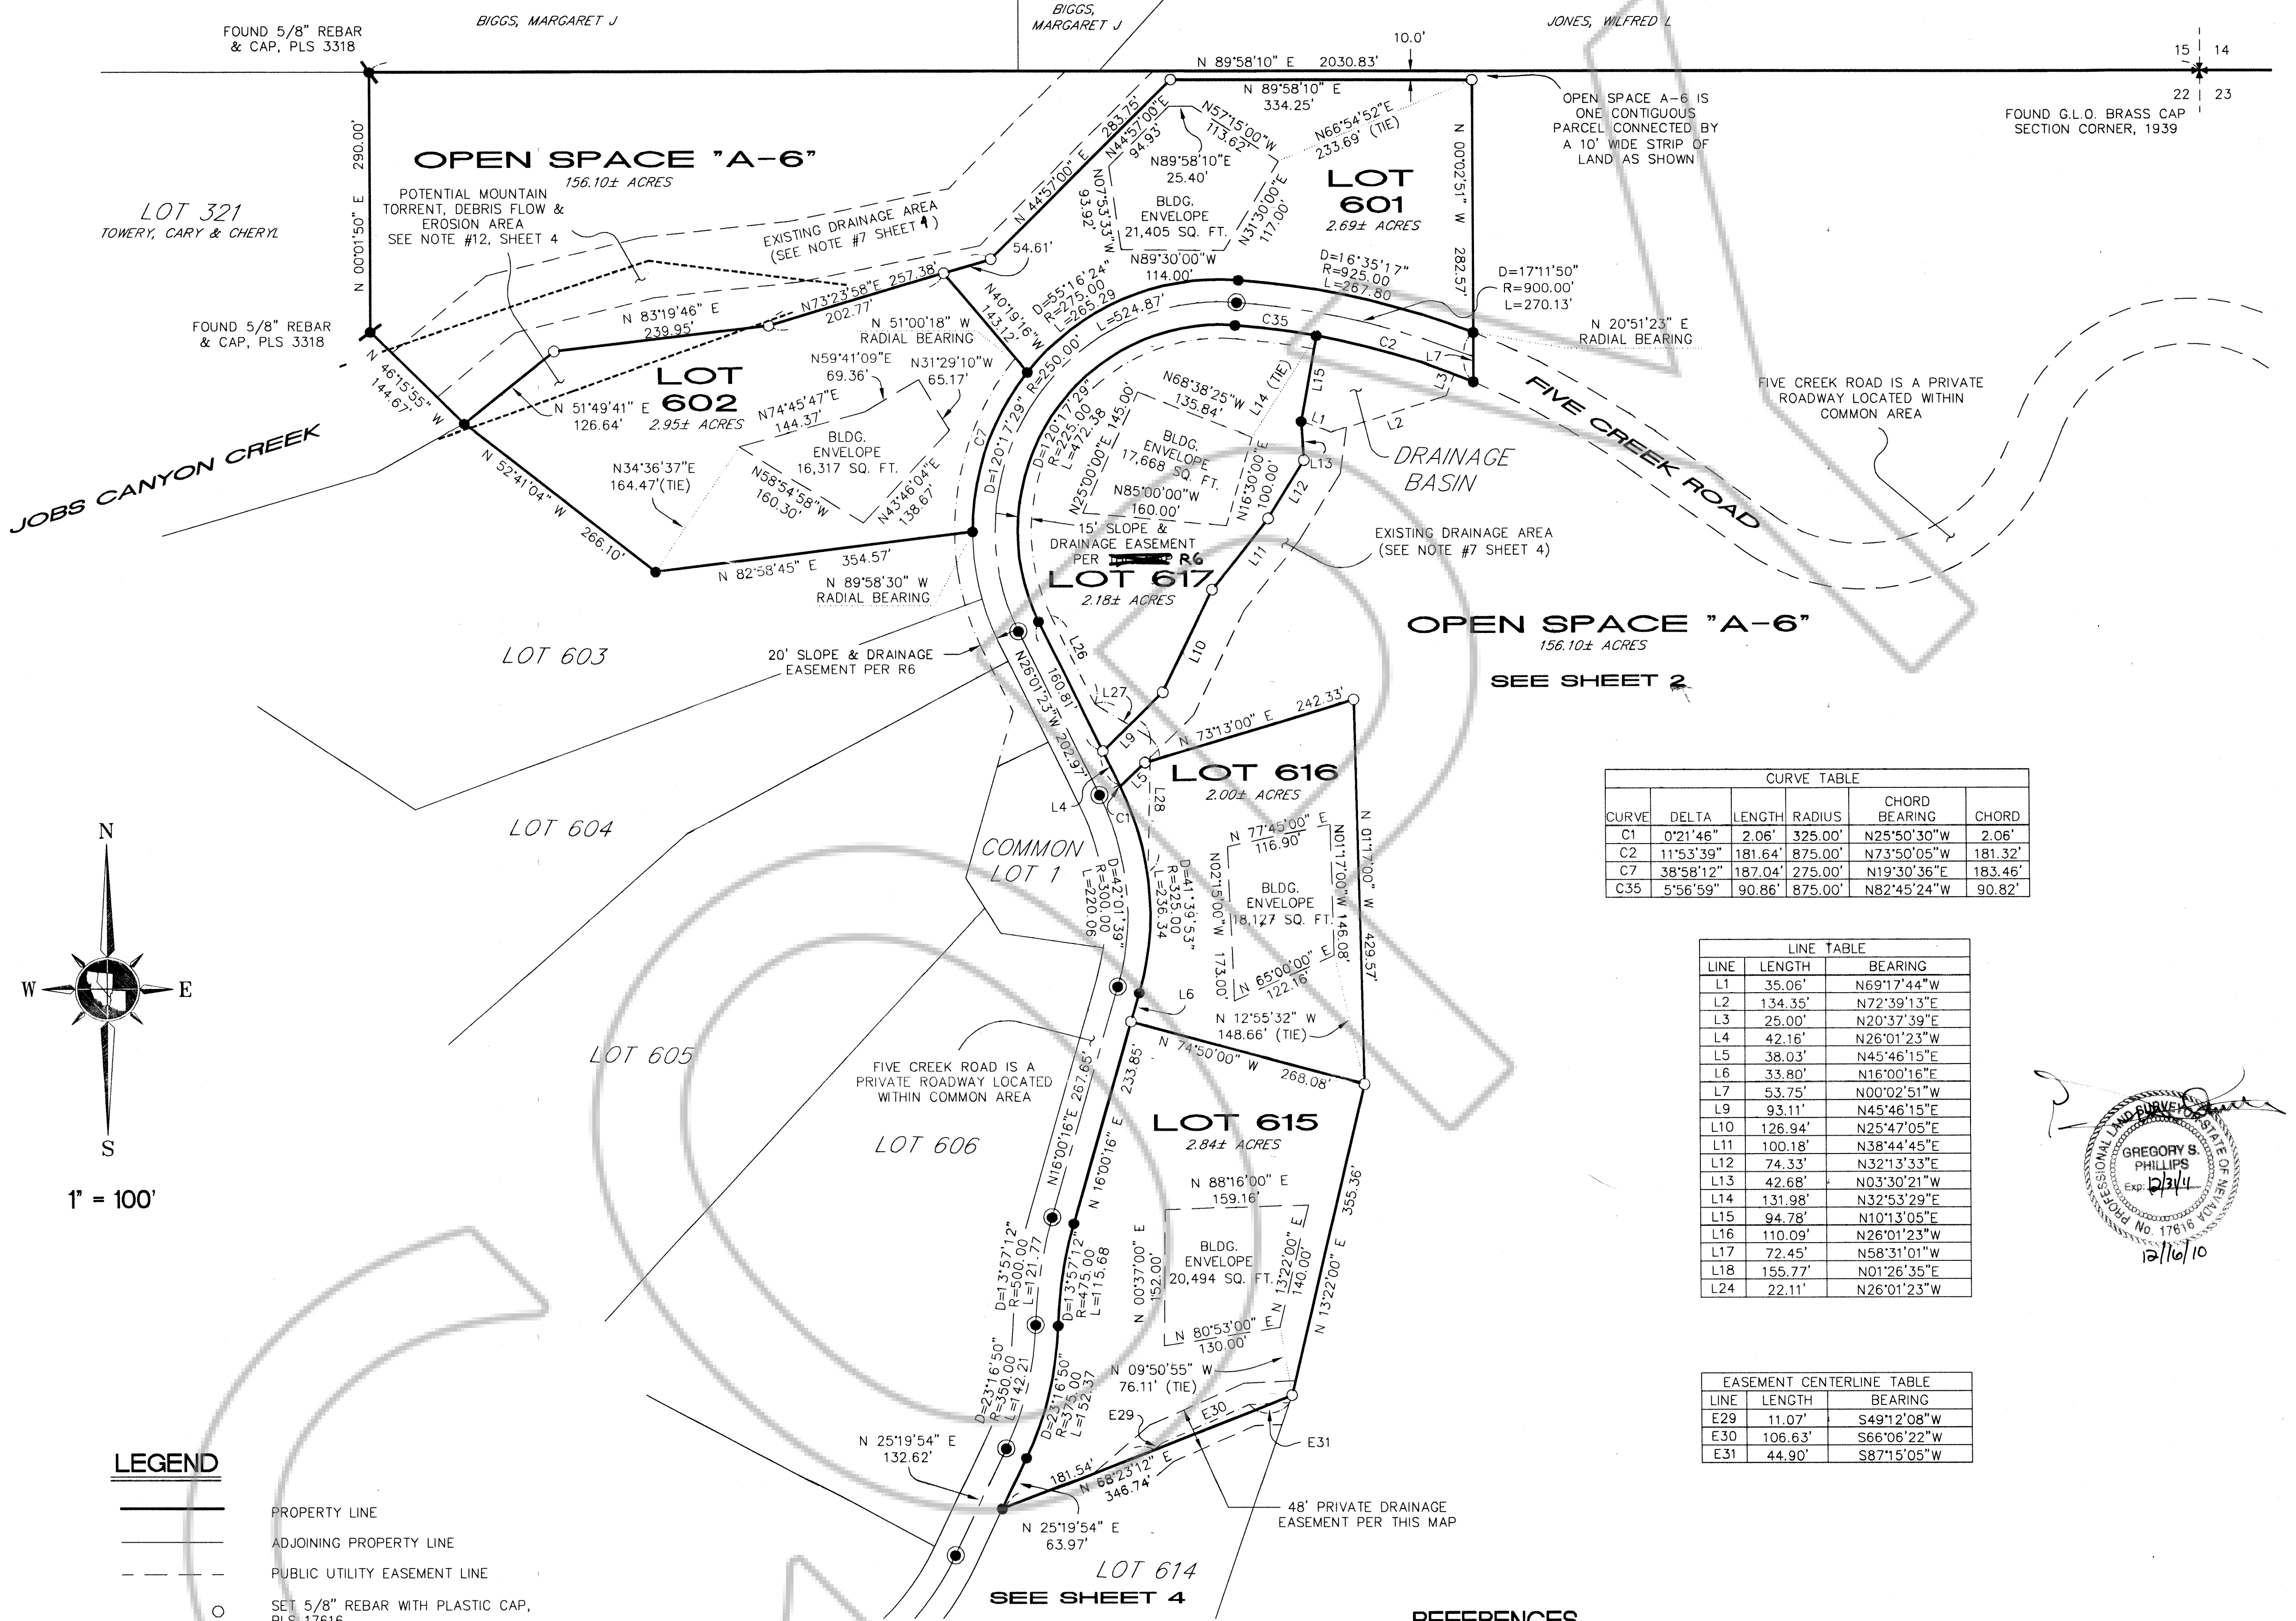 BIGGS, MARGARET J
BIGGS,
MARGARET J
JONES, WILFRED L
FOUND 5/8" REBAR
& CAP, PLS 3318
10.0'
15
14
22
23
N 89°58'10" E 2030.83'
N 89°58'10" E
334.25'
OPEN SPACE A-6 IS
ONE CONTIGUOUS
PARCEL CONNECTED BY
A 10' WIDE STRIP OF
LAND AS SHOWN
FOUND G.L.O. BRASS CAP
SECTION CORNER, 1939
N 00°01'50" E 290.00'
OPEN SPACE "A-6"
156.10± ACRES
LOT 321
TOWERY, CARY & CHERYL
POTENTIAL MOUNTAIN
TORRENT, DEBRIS FLOW &
EROSION AREA
SEE NOTE #12, SHEET 4
EXISTING DRAINAGE AREA
(SEE NOTE #7 SHEET 4)
N 44°57'00" E 283.75'
N44°57'00"E
94.93'
N57°15'00"W
113.62'
N89°58'10"E
25.40'
N66°54'52"E
233.69' (TIE)
N07°53'33"W
93.92'
BLDG.
ENVELOPE
21,405 SQ. FT.
N31°30'00"E
117.00'
N89°30'00"W
114.00'
LOT
601
2.69± ACRES
N 00°02'51" W 282.57'
D=16°35'17"
R=925.00
L=267.80
D=17°11'50"
R=900.00'
L=270.13'
N 20°51'23" E
RADIAL BEARING
FOUND 5/8" REBAR
& CAP, PLS 3318
N 83°19'46" E
239.95'
N73°23'58"E 257.38'
202.77'
54.61'
N40°19'16"W
143.12'
D=55°16'24"
R=275.00
L=265.29
L=524.87'
R=250.00'
D=120°17'29"
N 51°00'18" W
RADIAL BEARING
N 46°15'55" W
144.67'
N 51°49'41" E
126.64'
LOT
602
2.95± ACRES
N59°41'09"E
69.36'
N31°29'10"W
65.17'
N74°45'47"E
144.37'
BLDG.
ENVELOPE
16,317 SQ. FT.
N34°36'37"E
164.47'(TIE)
N58°54'58"W
160.30'
N43°46'04"E
138.67'
N 52°41'04" W 266.10'
N 82°58'45" E 354.57'
N 89°58'30" W
RADIAL BEARING
C7
C35
C2
L7
L3
L15
L14 (TIE)
L1
L2
L13
L12
L11
L10
D=120°17'29"
R=225.00
L=472.38
N68°38'25"W
135.84'
N25°00'00"E 145.00'
BLDG.
ENVELOPE
17,668 SQ. FT.
N85°00'00"W
160.00'
N16°30'00"E
100.00'
15' SLOPE &
DRAINAGE EASEMENT
PER R6
LOT 617
2.18± ACRES
DRAINAGE
BASIN
FIVE CREEK ROAD
FIVE CREEK ROAD IS A PRIVATE
ROADWAY LOCATED WITHIN
COMMON AREA
EXISTING DRAINAGE AREA
(SEE NOTE #7 SHEET 4)
JOBS CANYON CREEK
OPEN SPACE "A-6"
156.10± ACRES
SEE SHEET 2
LOT 603
20' SLOPE & DRAINAGE
EASEMENT PER R6
L26
160.81'
N26°01'23"W 202.97'
L27
L9
L5
L4
C1
L28
N 73°13'00" E 242.33'
LOT 616
2.00± ACRES
LOT 604
COMMON
LOT 1
N 77°45'00" E
116.90'
N01°17'00"W 146.08'
N02°15'00"W 173.00'
BLDG.
ENVELOPE
18,127 SQ. FT.
N 65°00'00" E
122.16'
N 01°17'00" W 429.57'
D=42°01'39"
R=300.00
L=220.06
D=41°39'53"
R=325.00
L=236.34
L6
N 12°55'32" W
148.66' (TIE)
N 74°50'00" W 268.08'
LOT 605
FIVE CREEK ROAD IS A
PRIVATE ROADWAY LOCATED
WITHIN COMMON AREA
LOT 606
N16°00'16"E 267.65'
N 16°00'16" E 233.85'
LOT 615
2.84± ACRES
N 88°16'00" E
159.16'
N 00°37'00" E
152.00'
BLDG.
ENVELOPE
20,494 SQ. FT.
N 13°22'00" E
140.00'
N 80°53'00" E
130.00'
N 13°22'00" E 355.36'
N 09°50'55" W
76.11' (TIE)
D=13°57'12"
R=500.00
L=121.77
D=13°57'12"
R=475.00
L=115.68
D=23°16'50"
R=350.00
L=142.21
D=23°16'50"
R=375.00
L=152.37
E29
E30
E31
N 25°19'54" E
132.62'
181.54'
N 68°23'12" E
346.74'
48' PRIVATE DRAINAGE
EASEMENT PER THIS MAP
N 25°19'54" E
63.97'
LOT 614
SEE SHEET 4
N
W
E
S
1" = 100'
LEGEND
PROPERTY LINE
ADJOINING PROPERTY LINE
PUBLIC UTILITY EASEMENT LINE
SET 5/8" REBAR WITH PLASTIC CAP,
PLS 17616
CURVE TABLE
CURVE DELTA LENGTH RADIUS CHORD BEARING CHORD
C1 0°21'46" 2.06' 325.00' N25°50'30"W 2.06'
C2 11°53'39" 181.64' 875.00' N73°50'05"W 181.32'
C7 38°58'12" 187.04' 275.00' N19°30'36"E 183.46'
C35 5°56'59" 90.86' 875.00' N82°45'24"W 90.82'
LINE TABLE
LINE LENGTH BEARING
L1 35.06' N69°17'44"W
L2 134.35' N72°39'13"E
L3 25.00' N20°37'39"E
L4 42.16' N26°01'23"W
L5 38.03' N45°46'15"E
L6 33.80' N16°00'16"E
L7 53.75' N00°02'51"W
L9 93.11' N45°46'15"E
L10 126.94' N25°47'05"E
L11 100.18' N38°44'45"E
L12 74.33' N32°13'33"E
L13 42.68' N03°30'21"W
L14 131.98' N32°53'29"E
L15 94.78' N10°13'05"E
L16 110.09' N26°01'23"W
L17 72.45' N58°31'01"W
L18 155.77' N01°26'35"E
L24 22.11' N26°01'23"W
EASEMENT CENTERLINE TABLE
LINE LENGTH BEARING
E29 11.07' S49°12'08"W
E30 106.63' S66°06'22"W
E31 44.90' S87°15'05"W
PROFESSIONAL LAND SURVEYOR STATE OF NEVADA
GREGORY S.
PHILLIPS
Exp: 12/31/11
No. 17616
12/16/10
REFERENCES